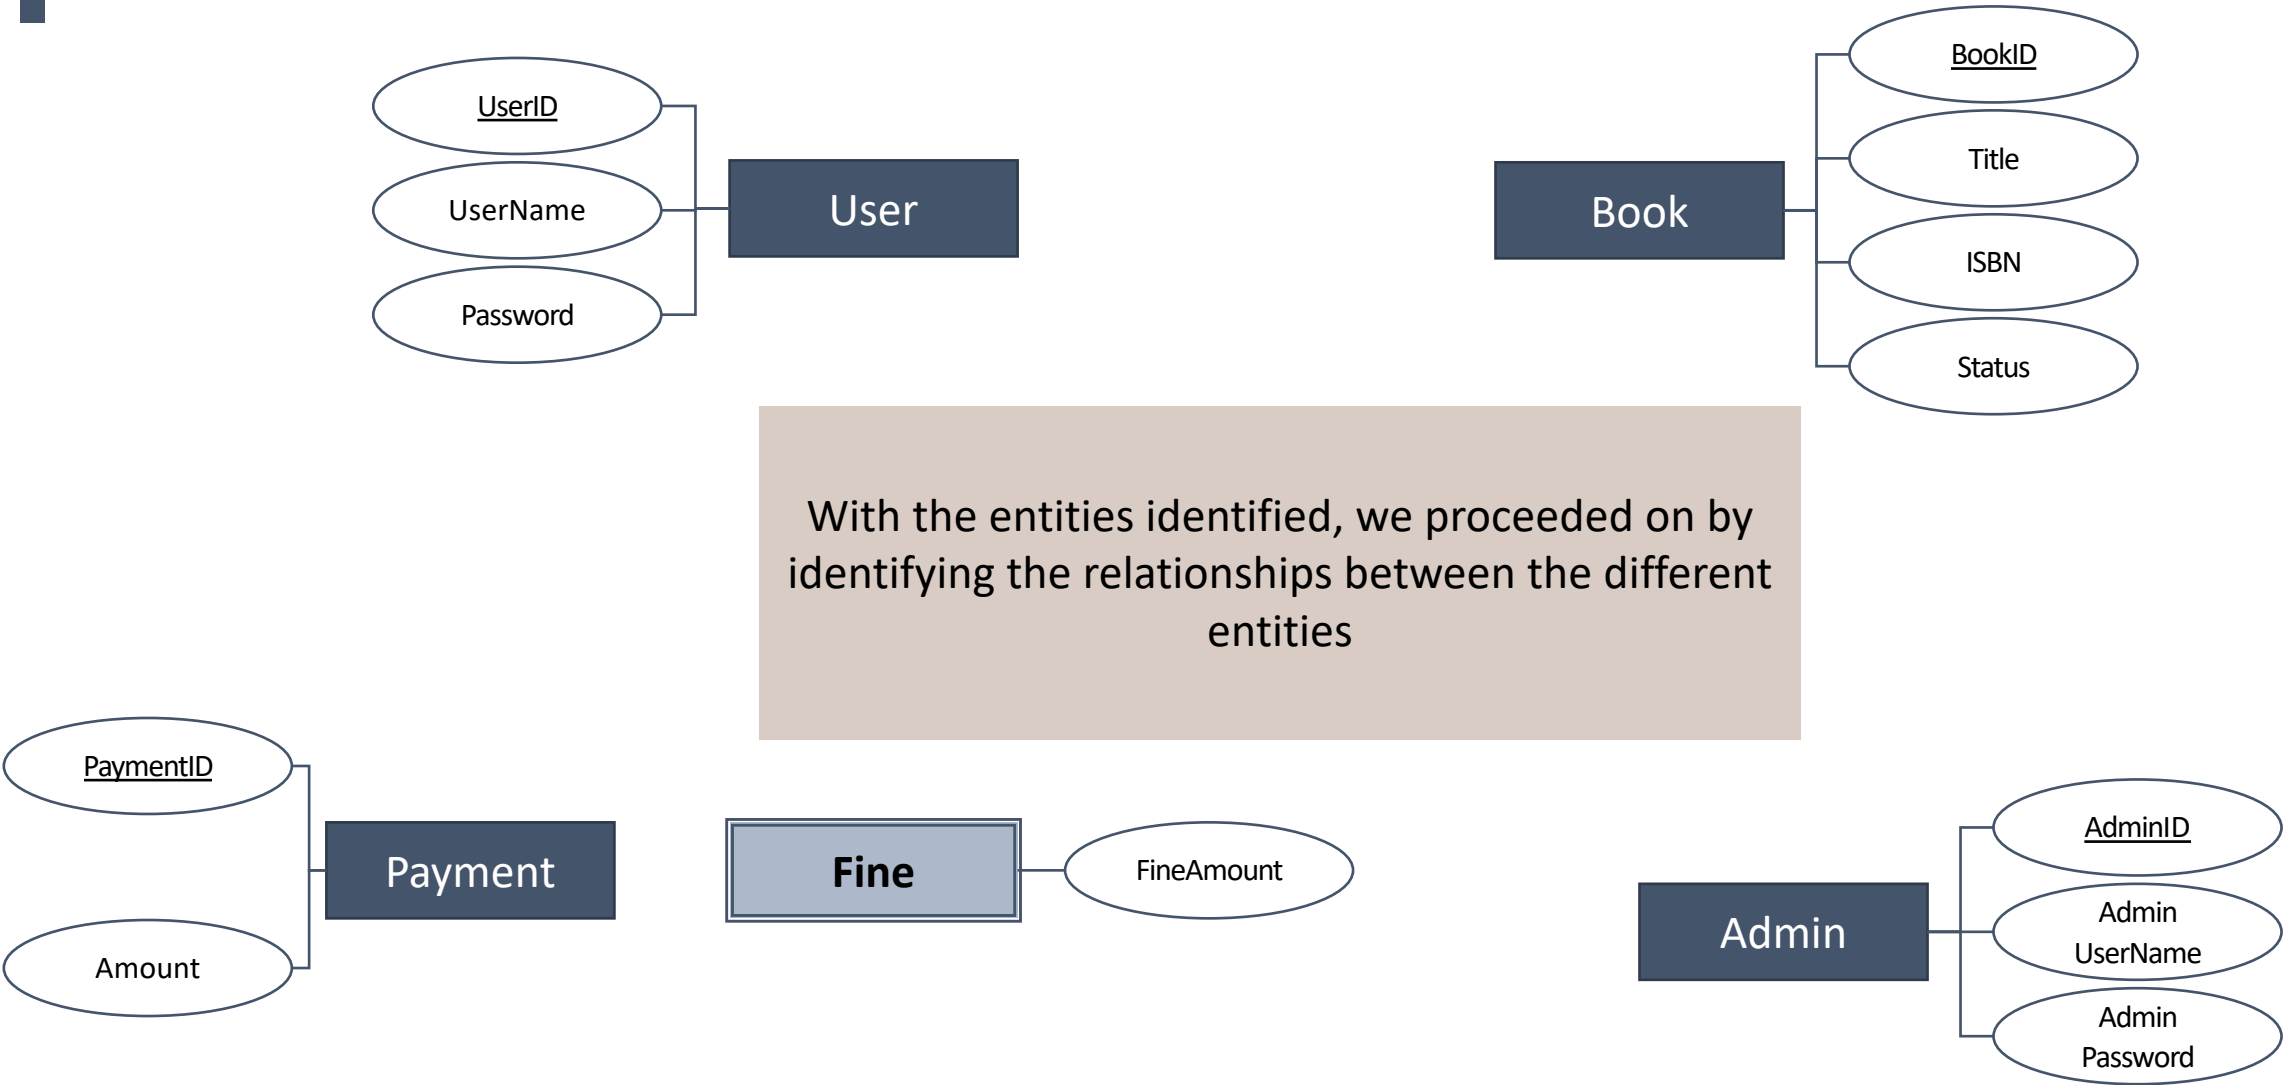 UserID
UserName
Password
User
Book
BookID
Title
ISBN
Status
With the entities identified, we proceeded on by
identifying the relationships between the different
entities
PaymentID
Amount
Payment
Fine
FineAmount
Admin
AdminID
Admin
UserName
Admin
Password